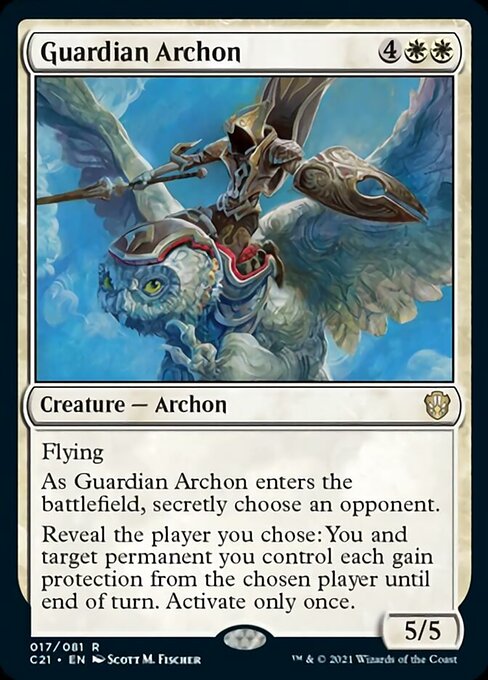 Guardian Archon 4
Creature — Archon
Flying
As Guardian Archon enters the
battlefield, secretly choose an opponent.
Reveal the player you chose: You and
target permanent you control each gain
protection from the chosen player until
end of turn. Activate only once.
5/5
017/081 R
C21 • EN Scott M. Fischer
™ & © 2021 Wizards of the Coast